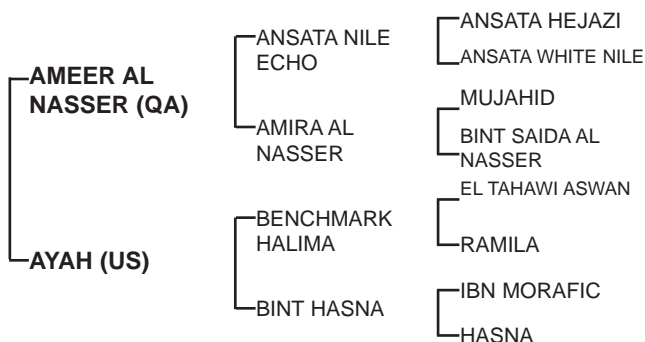 AMEER AL
NASSER (QA)
ANSATA NILE
ECHO
ANSATA HEJAZI
ANSATA WHITE NILE
AMIRA AL
NASSER
MUJAHID
BINT SAIDA AL
NASSER
AYAH (US)
BENCHMARK
HALIMA
EL TAHAWI ASWAN
RAMILA
BINT HASNA
IBN MORAFIC
HASNA